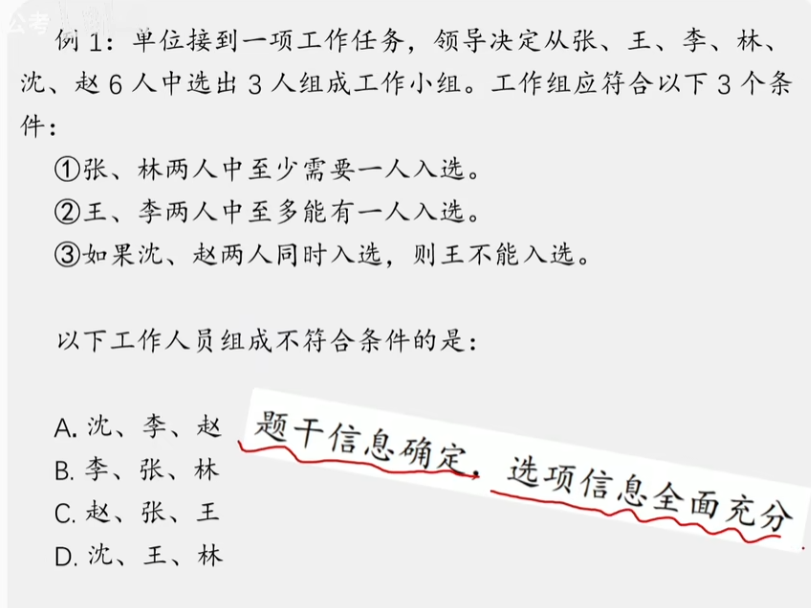 公考
例 1：单位接到一项工作任务，领导决定从张、王、李、林、
沈、赵 6 人中选出 3 人组成工作小组。工作组应符合以下 3 个条
件：
①张、林两人中至少需要一人入选。
②王、李两人中至多能有一人入选。
③如果沈、赵两人同时入选，则王不能入选。
以下工作人员组成不符合条件的是：
A. 沈、李、赵
题干信息确定，选项信息全面充分
B. 李、张、林
C. 赵、张、王
D. 沈、王、林